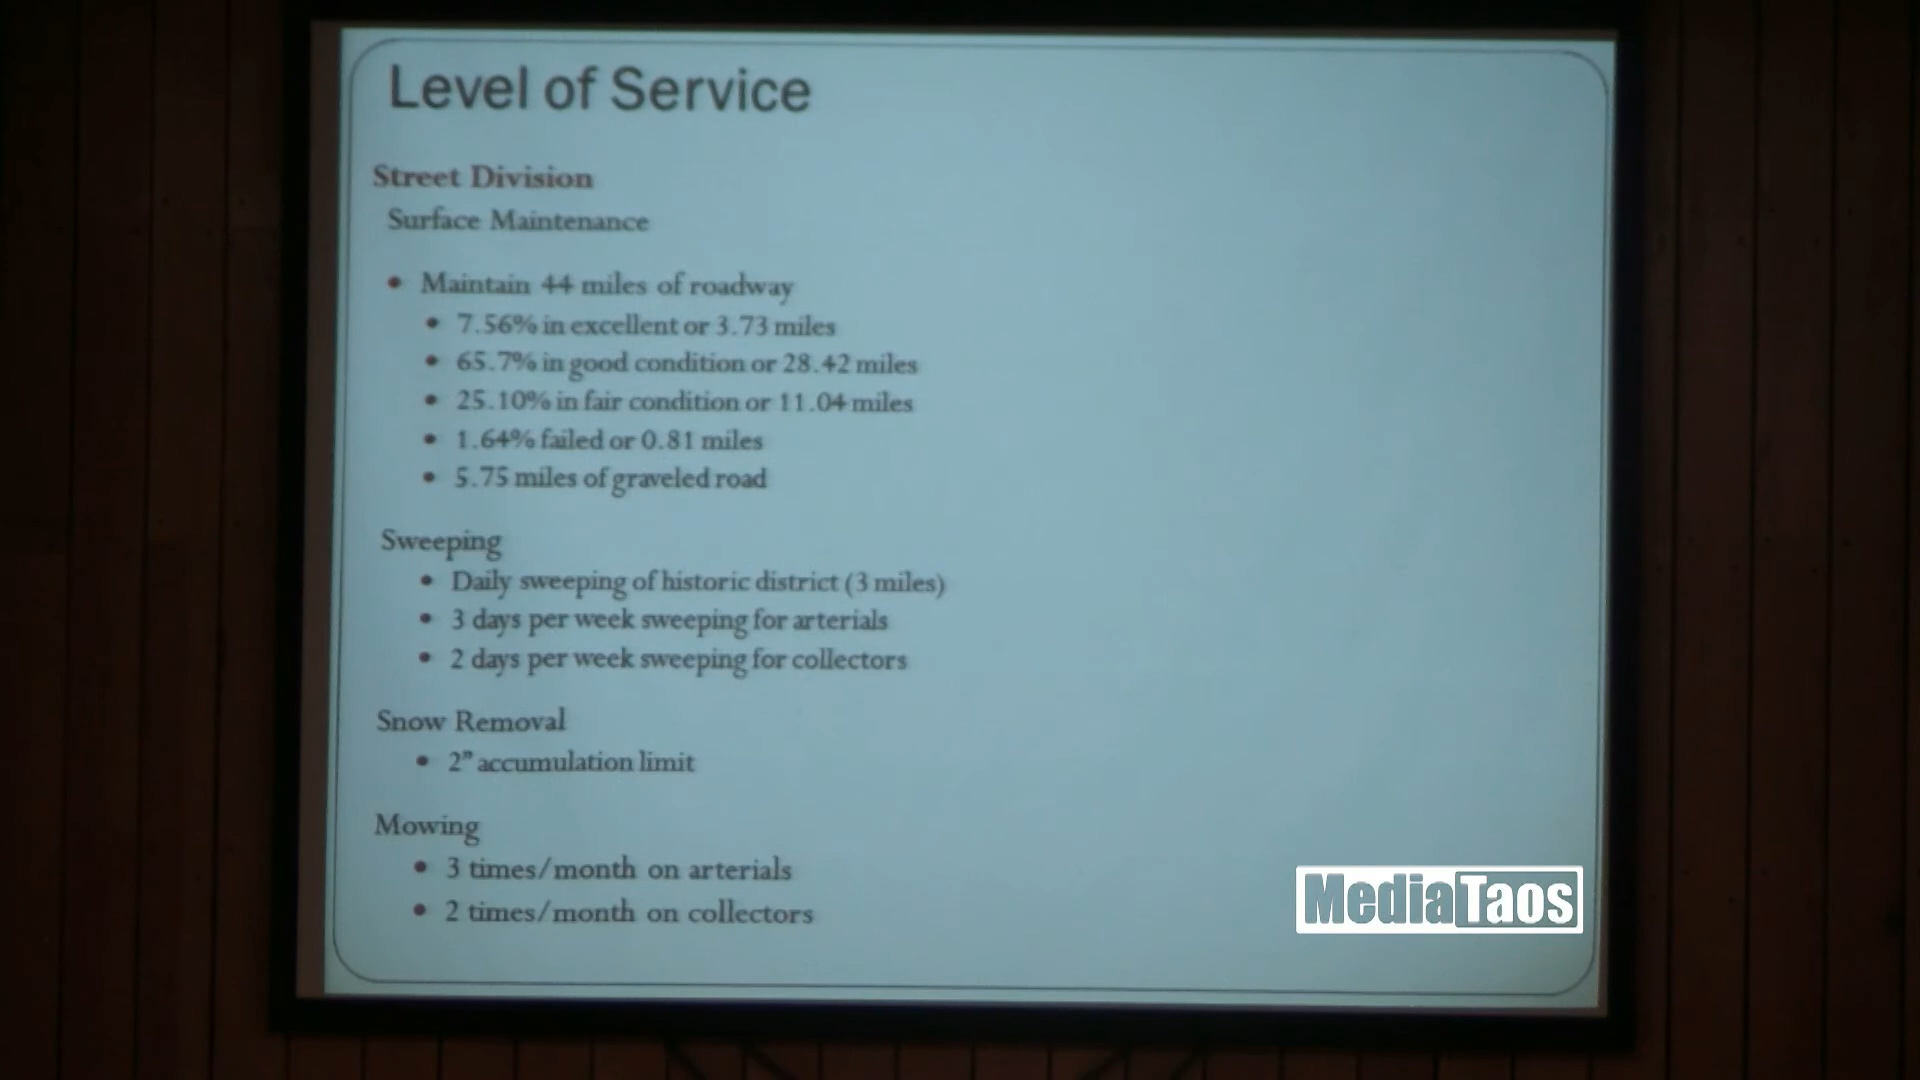 Level of Service
Street Division
Surface Maintenance
• Maintain 44 miles of roadway
• 7.56% in excellent or 3.73 miles
• 65.7% in good condition or 28.42 miles
• 25.10% in fair condition or 11.04 miles
• 1.64% failed or 0.81 miles
• 5.75 miles of graveled road
Sweeping
• Daily sweeping of historic district (3 miles)
• 3 days per week sweeping for arterials
• 2 days per week sweeping for collectors
Snow Removal
• 2” accumulation limit
Mowing
• 3 times/month on arterials
• 2 times/month on collectors
MediaTaos